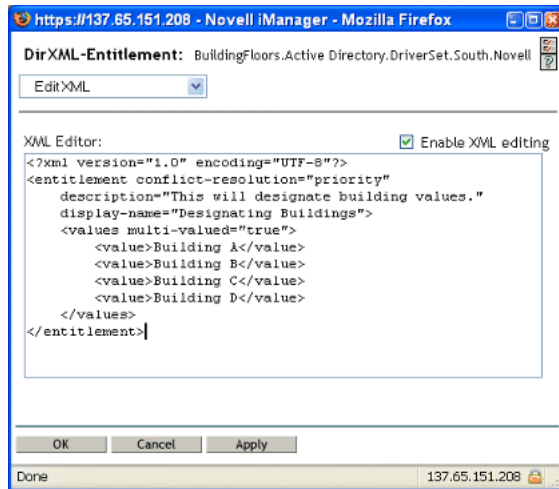 https://137.65.151.208 - Novell iManager - Mozilla Firefox
DirXML-Entitlement: BuildingFloors.Active Directory.DriverSet.South.Novell
?
EditXML
XML Editor:
Enable XML editing
<?xml version="1.0" encoding="UTF-8"?>
<entitlement conflict-resolution="priority"
    description="This will designate building values."
    display-name="Designating Buildings">
    <values multi-valued="true">
        <value>Building A</value>
        <value>Building B</value>
        <value>Building C</value>
        <value>Building D</value>
    </values>
</entitlement>
OK
Cancel
Apply
Done
137.65.151.208